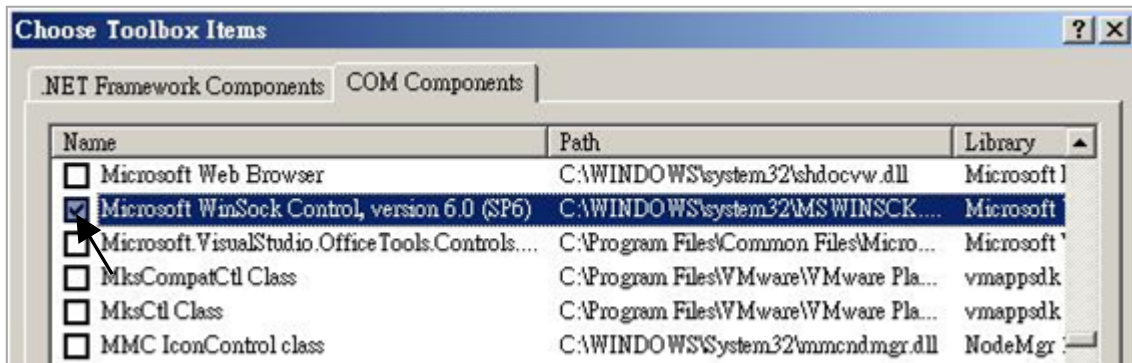 Choose Toolbox Items
.NET Framework Components COM Components
Name Path Library
Microsoft Web Browser C:\WINDOWS\system32\shdocvw.dll Microsoft
Microsoft WinSock Control, version 6.0 (SP6) C:\WINDOWS\system32\MSWINSCK.... Microsoft
Microsoft.VisualStudio.OfficeTools.Controls.... C:\Program Files\Common Files\Micro... Microsoft
MksCompatCtl Class C:\Program Files\VMware\VMware Pla... vmappsdk
MksCtl Class C:\Program Files\VMware\VMware Pla... vmappsdk
MMC IconControl class C:\WINDOWS\System32\mmcndmgr.dll NodeMgr